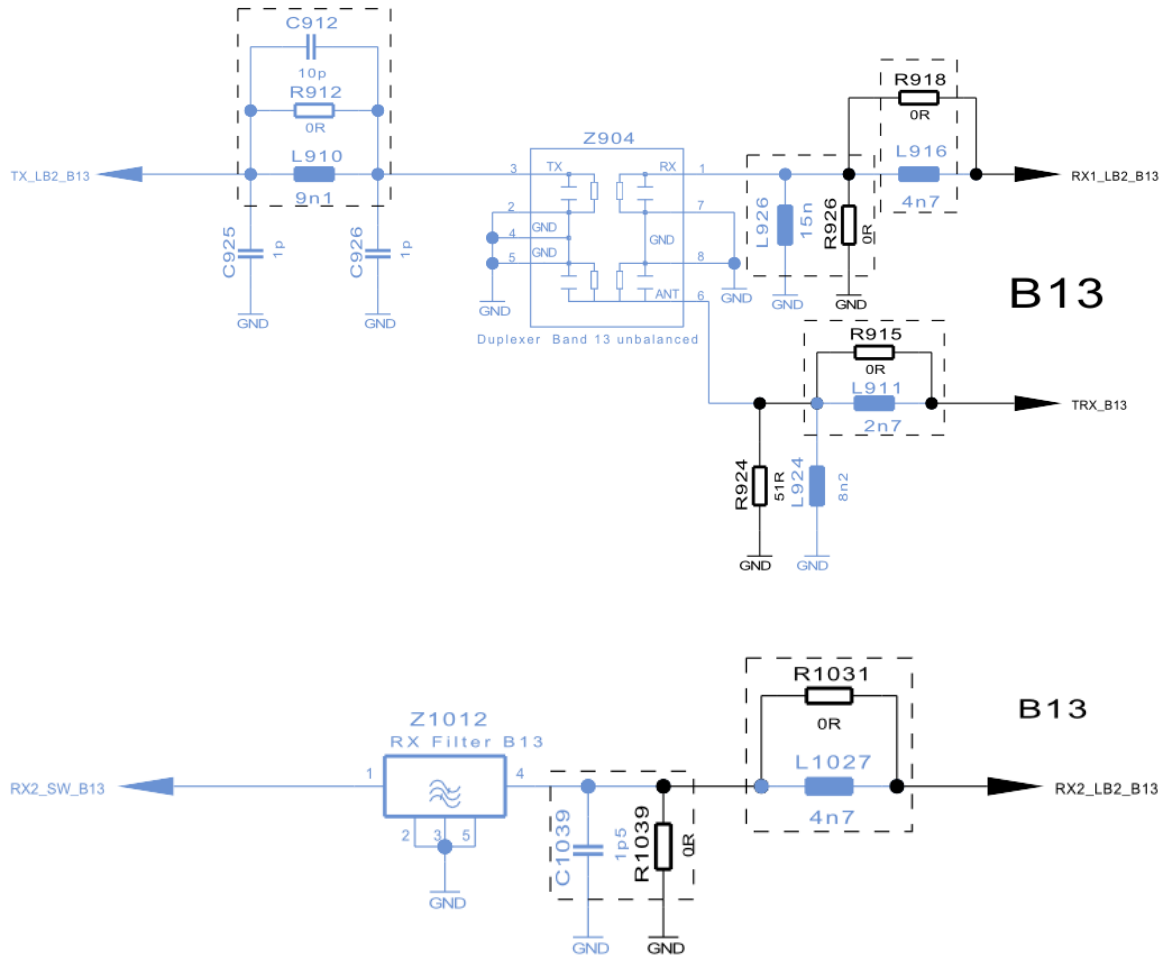 C912
10p
R912
0R
L910
9n1
TX_LB2_B13
C925
1p
C926
1p
GND
GND
Z904
3
TX
RX
1
2
GND
7
4
GND
GND
5
8
ANT
6
GND
GND
Duplexer Band 13 unbalanced
L926
15n
R926
0R
GND
GND
R918
0R
L916
4n7
RX1_LB2_B13
B13
R915
0R
L911
2n7
TRX_B13
R924
51R
L924
8n2
GND
GND
Z1012
RX Filter B13
RX2_SW_B13
1
4
2
3
5
GND
C1039
1p5
R1039
0R
GND
GND
R1031
0R
L1027
4n7
RX2_LB2_B13
B13